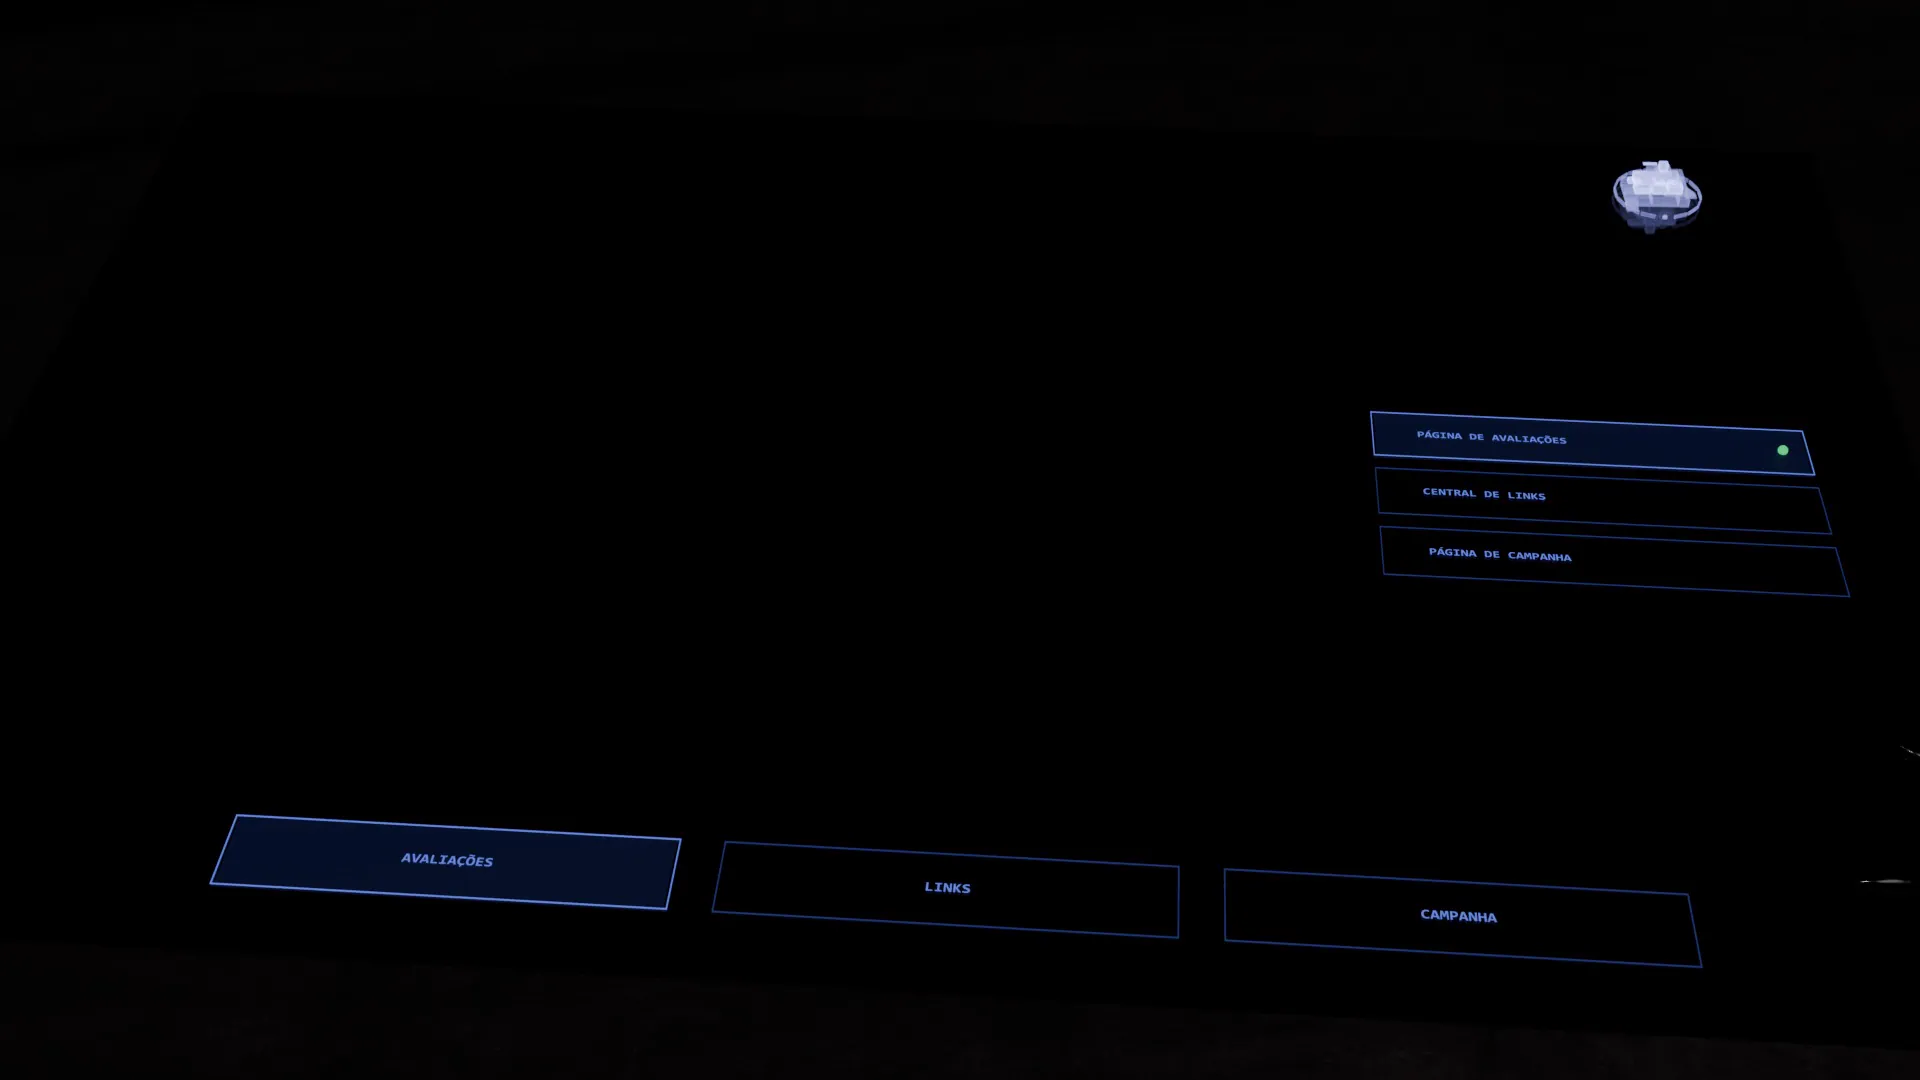 PÁGINA DE AVALIAÇÕES
CENTRAL DE LINKS
PÁGINA DE CAMPANHA
AVALIAÇÕES
LINKS
CAMPANHA